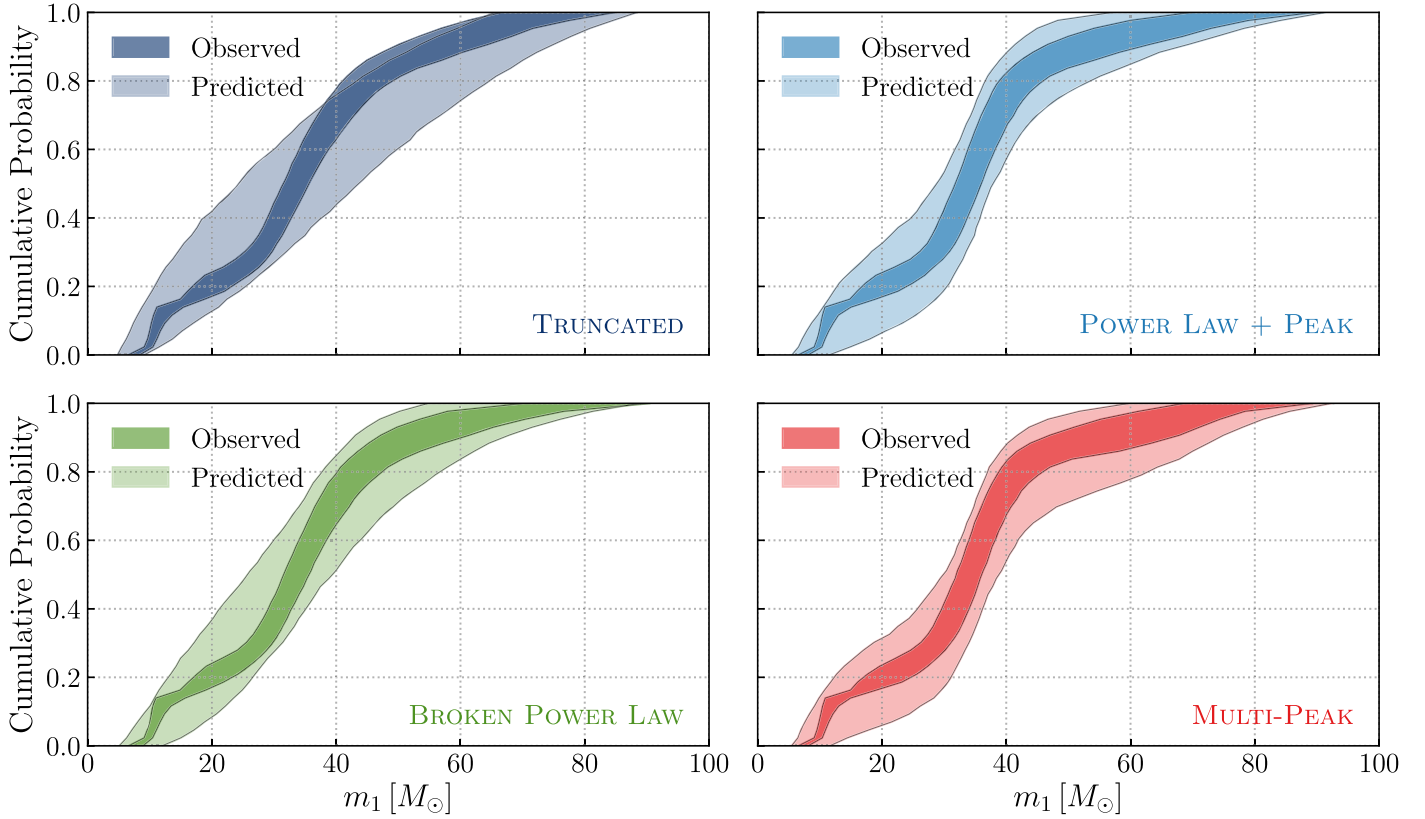 Cumulative Probability
1.0
0.8
0.6
0.4
0.2
0.0
Observed
Predicted
TRUNCATED
Observed
Predicted
POWER LAW + PEAK
Cumulative Probability
1.0
0.8
0.6
0.4
0.2
0.0
Observed
Predicted
BROKEN POWER LAW
0 20 40 60 80 100
m₁ [M⊙]
Observed
Predicted
MULTI-PEAK
0 20 40 60 80 100
m₁ [M⊙]